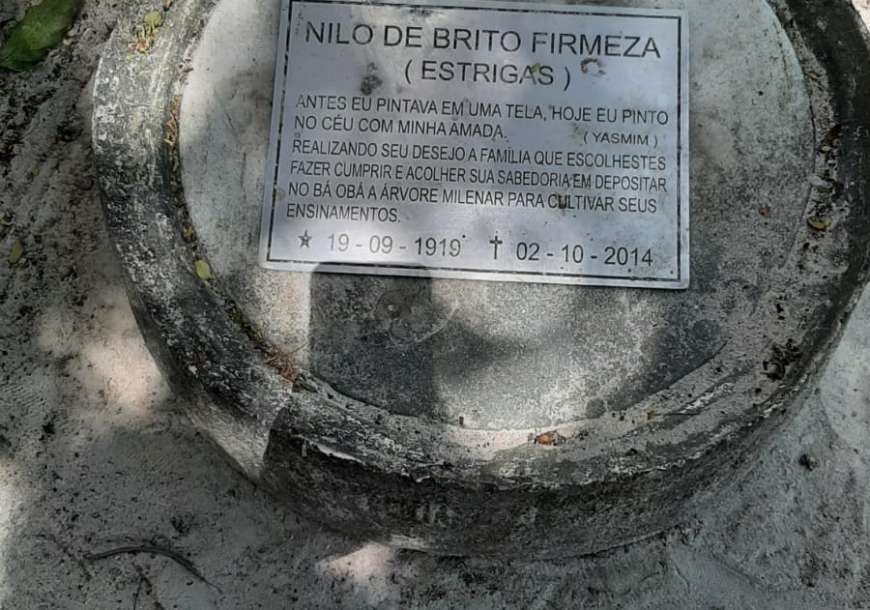 NILO DE BRITO FIRMEZA
( ESTRIGAS )
ANTES EU PINTAVA EM UMA TELA, HOJE EU PINTO
NO CÉU COM MINHA AMADA. ( YASMIM )
REALIZANDO SEU DESEJO A FAMÍLIA QUE ESCOLHESTES
FAZER CUMPRIR E ACOLHER SUA SABEDORIA EM DEPOSITAR
NO BÁ OBÁ A ÁRVORE MILENAR PARA CULTIVAR SEUS
ENSINAMENTOS.
19 - 09 - 1919 ✝ 02 - 10 - 2014